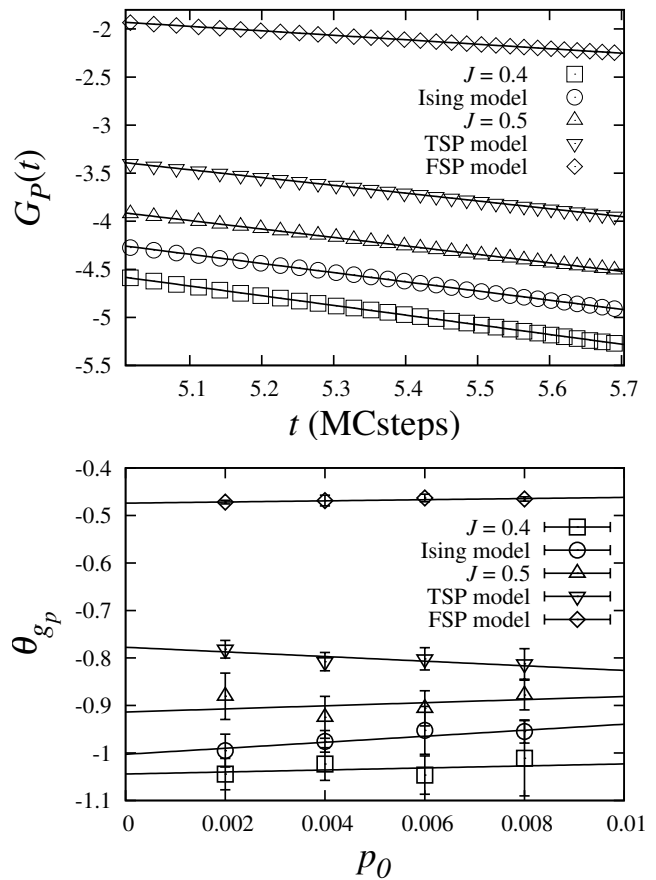 -2
-2.5
-3
-3.5
-4
-4.5
-5
-5.5
G_P(t)
J = 0.4
Ising model
J = 0.5
TSP model
FSP model
5.1 5.2 5.3 5.4 5.5 5.6 5.7
t (MCsteps)
-0.4
-0.5
-0.6
-0.7
-0.8
-0.9
-1
-1.1
θ_{g_p}
J = 0.4
Ising model
J = 0.5
TSP model
FSP model
0 0.002 0.004 0.006 0.008 0.01
p_0